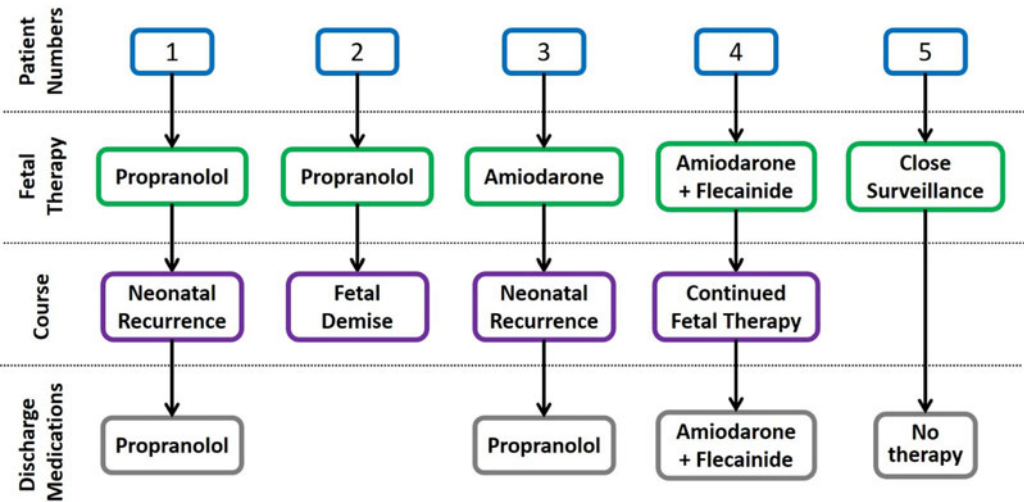 Patient
Numbers
1
2
3
4
5
Fetal
Therapy
Propranolol
Propranolol
Amiodarone
Amiodarone
+ Flecainide
Close
Surveillance
Course
Neonatal
Recurrence
Fetal
Demise
Neonatal
Recurrence
Continued
Fetal Therapy
Discharge
Medications
Propranolol
Propranolol
Amiodarone
+ Flecainide
No
therapy